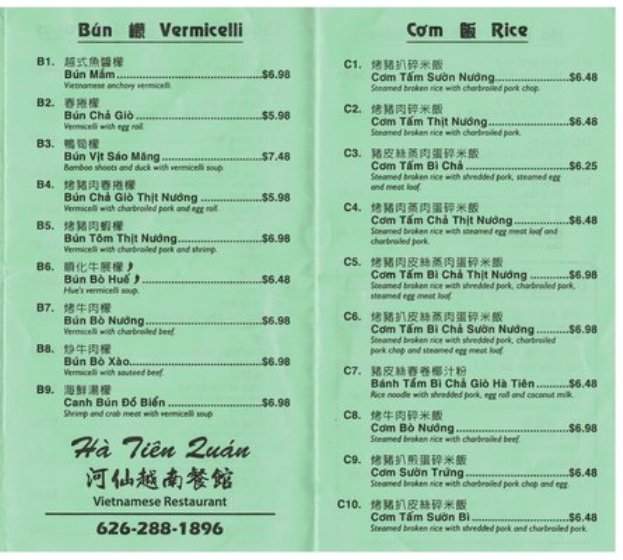 Bún 檬 Vermicelli
B1. 越式魚醬檬
Bún Mắm $6.98
Vietnamese anchovy vermicelli.
B2. 春捲檬
Bún Chả Giò $5.98
Vermicelli with egg roll.
B3. 鴨筍檬
Bún Vịt Sáo Măng $7.48
Bamboo shoots and duck with vermicelli soup.
B4. 烤豬肉春捲檬
Bún Chả Giò Thịt Nướng $5.98
Vermicelli with charbroiled pork and egg roll.
B5. 烤豬肉蝦檬
Bún Tôm Thịt Nướng $6.98
Vermicelli with charbroiled pork and shrimp.
B6. 順化牛展檬
Bún Bò Huế $6.48
Hue's vermicelli soup.
B7. 烤牛肉檬
Bún Bò Nướng $6.98
Vermicelli with charbroiled beef.
B8. 炒牛肉檬
Bún Bò Xào $6.98
Vermicelli with sauteed beef.
B9. 海鮮湯檬
Canh Bún Đồ Biển $6.98
Shrimp and crab meat with vermicelli soup
Hà Tiên Quán
河仙越南餐館
Vietnamese Restaurant
626-288-1896
Cơm 飯 Rice
C1. 烤豬扒碎米飯
Cơm Tấm Sườn Nướng $6.48
Steamed broken rice with charbroiled pork chop.
C2. 烤豬肉碎米飯
Cơm Tấm Thịt Nướng $6.48
Steamed broken rice with charbroiled pork.
C3. 豬皮絲蒸肉蛋碎米飯
Cơm Tấm Bì Chả $6.25
Steamed broken rice with shredded pork, steamed egg
and meat loaf.
C4. 烤豬肉蒸肉蛋碎米飯
Cơm Tấm Chả Thịt Nướng $6.48
Steamed broken rice with steamed egg meat loaf and
charbroiled pork.
C5. 烤豬肉皮絲蒸肉蛋碎米飯
Cơm Tấm Bì Chả Thịt Nướng $6.98
Steamed broken rice with shredded pork, charbroiled pork,
steamed egg meat loaf.
C6. 烤豬扒皮絲蒸肉蛋碎米飯
Cơm Tấm Bì Chả Sườn Nướng $6.98
Steamed broken rice with shredded pork, charbroiled
pork chop and steamed egg meat loaf.
C7. 豬皮絲春卷椰汁粉
Bánh Tấm Bì Chả Giò Hà Tiên $6.48
Rice noodle with shredded pork, egg roll and coconut milk.
C8. 烤牛肉碎米飯
Cơm Bò Nướng $6.98
Steamed broken rice with charbroiled beef.
C9. 烤豬扒煎蛋碎米飯
Cơm Sườn Trứng $6.48
Steamed broken rice with charbroiled pork chop and egg.
C10. 烤豬扒皮絲碎米飯
Cơm Tấm Sườn Bì $6.48
Steamed broken rice with shredded pork and charbroiled pork.